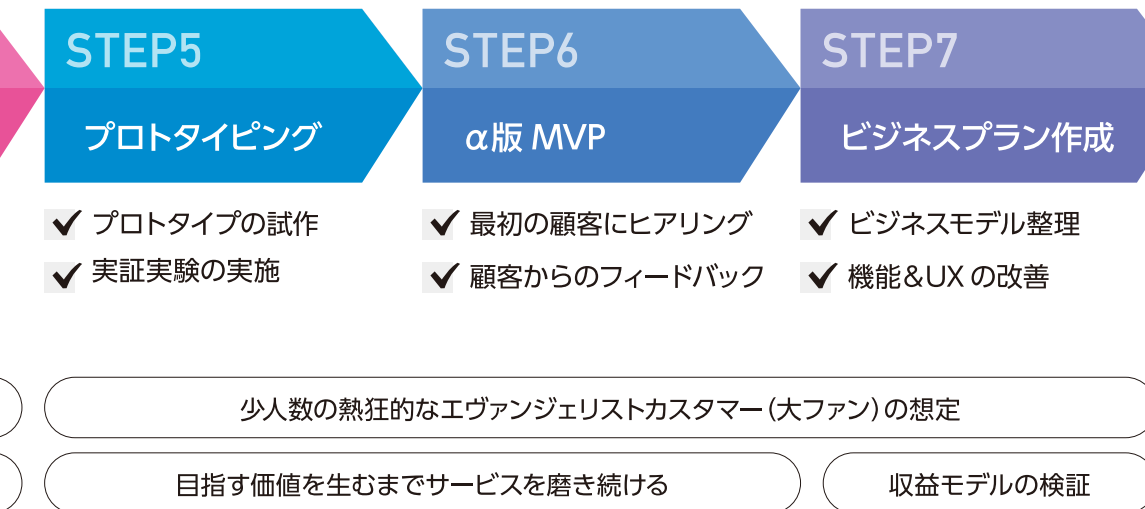 STEP5
プロトタイピング
プロトタイプの試作
実証実験の実施
STEP6
α版 MVP
最初の顧客にヒアリング
顧客からのフィードバック
STEP7
ビジネスプラン作成
ビジネスモデル整理
機能&UX の改善
少人数の熱狂的なエヴァンジェリストカスタマー(大ファン)の想定
目指す価値を生むまでサービスを磨き続ける
収益モデルの検証